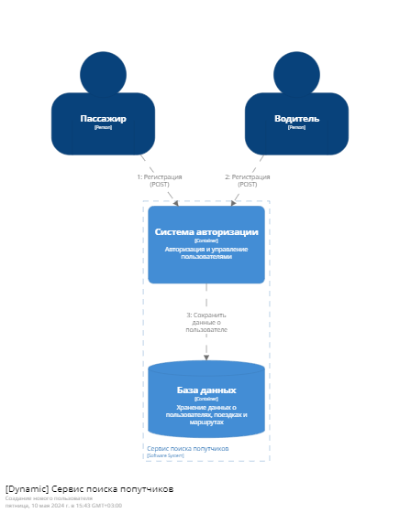 Пассажир
[Person]
Водитель
[Person]
1: Регистрация
(POST)
2: Регистрация
(POST)
Система авторизации
[Container]
Авторизация и управление
пользователями
3: Сохранить
данные о
пользователе
База данных
[Container]
Хранение данных о
пользователях, поездках и
маршрутах
Сервис поиска попутчиков
[Software System]
[Dynamic] Сервис поиска попутчиков
Создание нового пользователя
пятница, 10 мая 2024 г. в 15:43 GMT+03:00